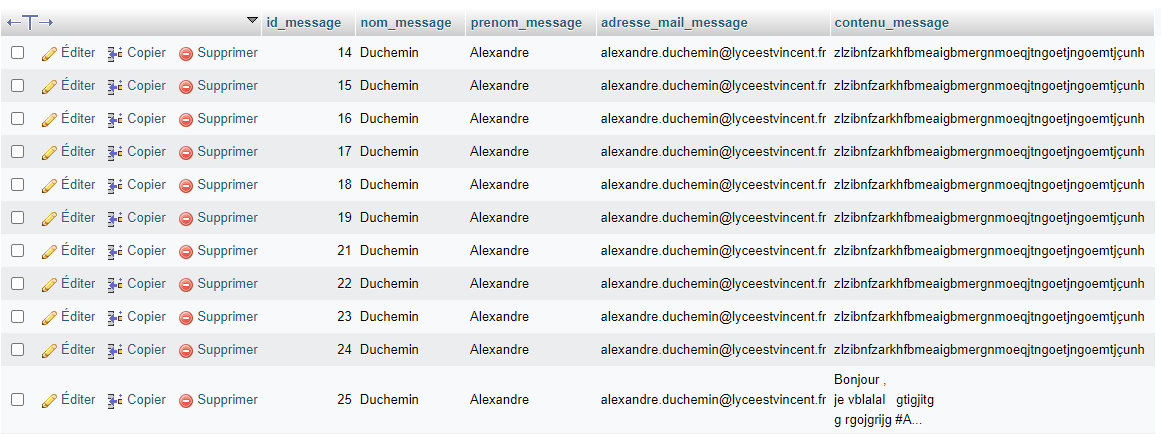 id_message nom_message prenom_message adresse_mail_message contenu_message
Éditer Copier Supprimer 14 Duchemin Alexandre alexandre.duchemin@lyceestvincent.fr zlzibnfzarkhfbmeaigbmergnmoeqjtngoetjngoemtjçunh
Éditer Copier Supprimer 15 Duchemin Alexandre alexandre.duchemin@lyceestvincent.fr zlzibnfzarkhfbmeaigbmergnmoeqjtngoetjngoemtjçunh
Éditer Copier Supprimer 16 Duchemin Alexandre alexandre.duchemin@lyceestvincent.fr zlzibnfzarkhfbmeaigbmergnmoeqjtngoetjngoemtjçunh
Éditer Copier Supprimer 17 Duchemin Alexandre alexandre.duchemin@lyceestvincent.fr zlzibnfzarkhfbmeaigbmergnmoeqjtngoetjngoemtjçunh
Éditer Copier Supprimer 18 Duchemin Alexandre alexandre.duchemin@lyceestvincent.fr zlzibnfzarkhfbmeaigbmergnmoeqjtngoetjngoemtjçunh
Éditer Copier Supprimer 19 Duchemin Alexandre alexandre.duchemin@lyceestvincent.fr zlzibnfzarkhfbmeaigbmergnmoeqjtngoetjngoemtjçunh
Éditer Copier Supprimer 21 Duchemin Alexandre alexandre.duchemin@lyceestvincent.fr zlzibnfzarkhfbmeaigbmergnmoeqjtngoetjngoemtjçunh
Éditer Copier Supprimer 22 Duchemin Alexandre alexandre.duchemin@lyceestvincent.fr zlzibnfzarkhfbmeaigbmergnmoeqjtngoetjngoemtjçunh
Éditer Copier Supprimer 23 Duchemin Alexandre alexandre.duchemin@lyceestvincent.fr zlzibnfzarkhfbmeaigbmergnmoeqjtngoetjngoemtjçunh
Éditer Copier Supprimer 24 Duchemin Alexandre alexandre.duchemin@lyceestvincent.fr zlzibnfzarkhfbmeaigbmergnmoeqjtngoetjngoemtjçunh
Bonjour ,
Éditer Copier Supprimer 25 Duchemin Alexandre alexandre.duchemin@lyceestvincent.fr je vblalal gtigjitg
g rgojgrijg #A...